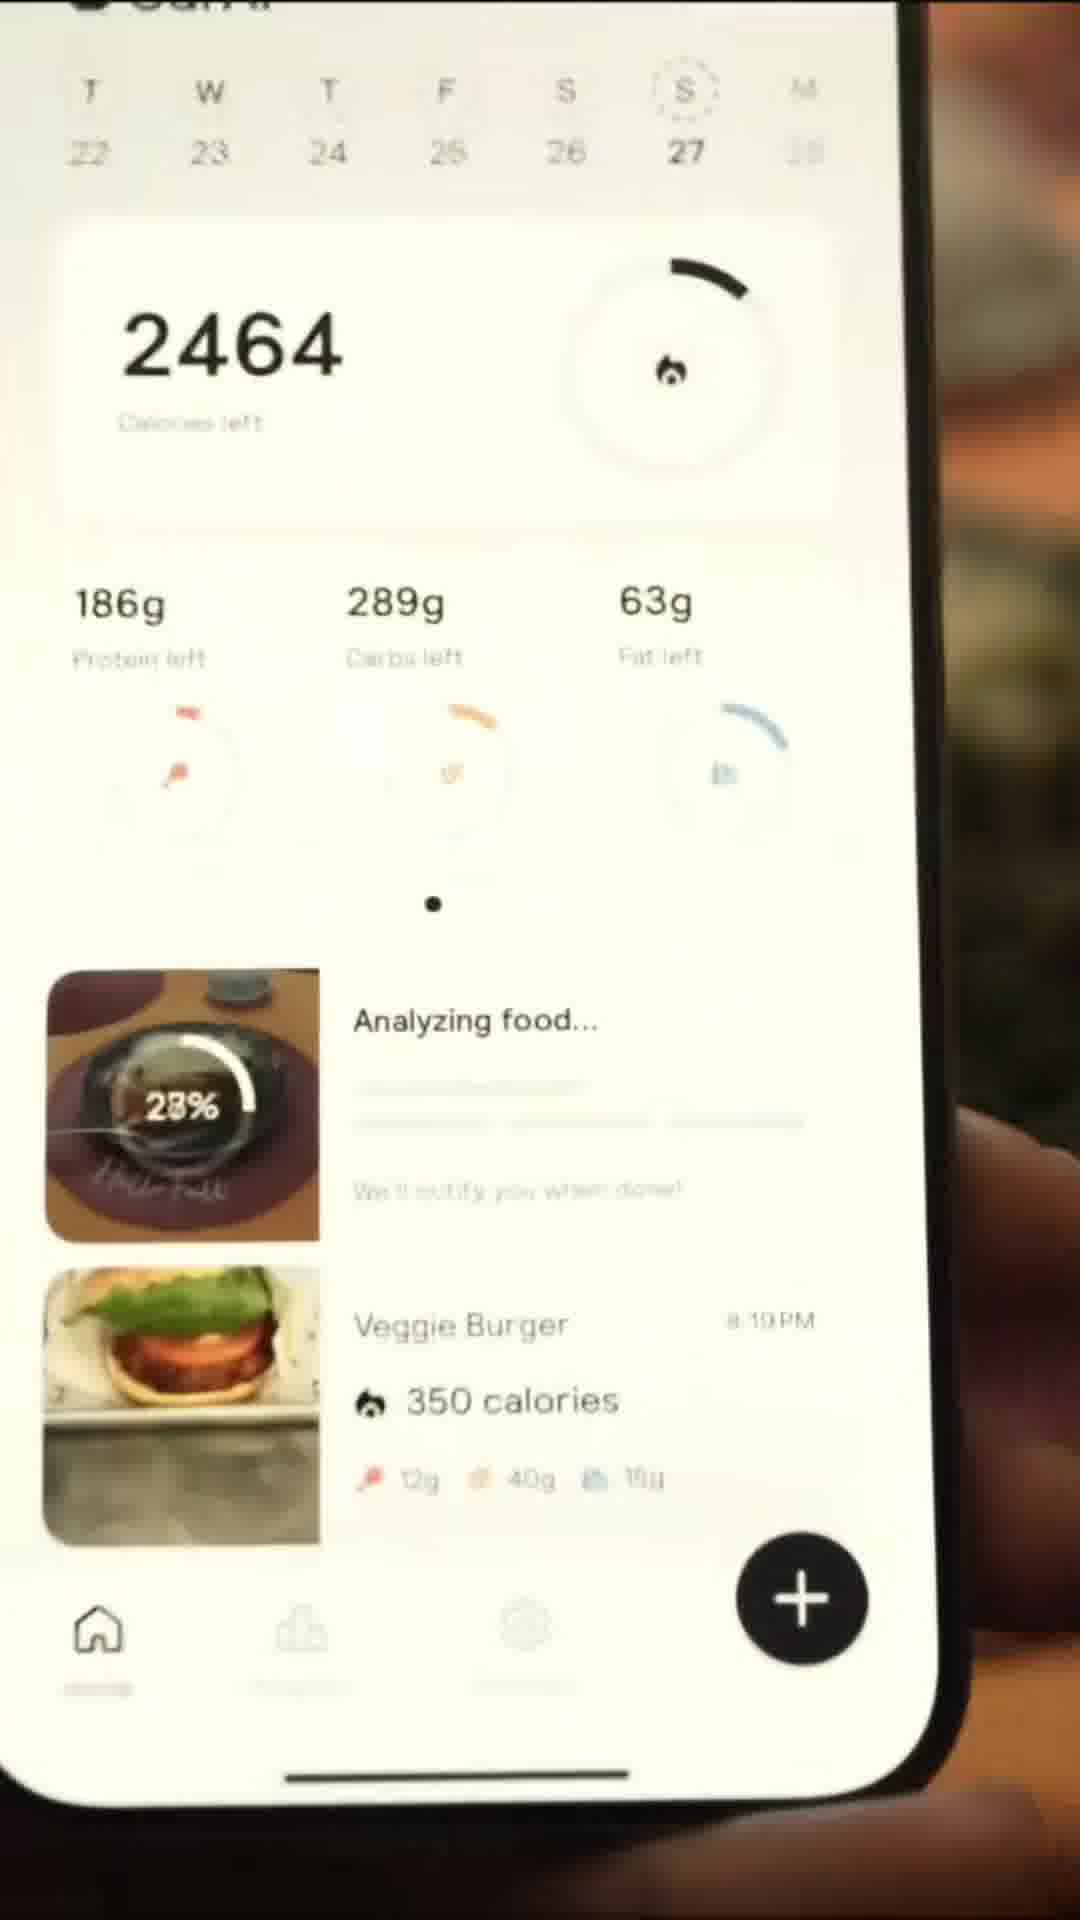 T W T F S S M
22 23 24 25 26 27 28
2464
Calories left
186g 289g 63g
Protein left Carbs left Fat left
Analyzing food...
We'll notify you when done!
Veggie Burger 8:19 PM
350 calories
12g 40g 15g
Home